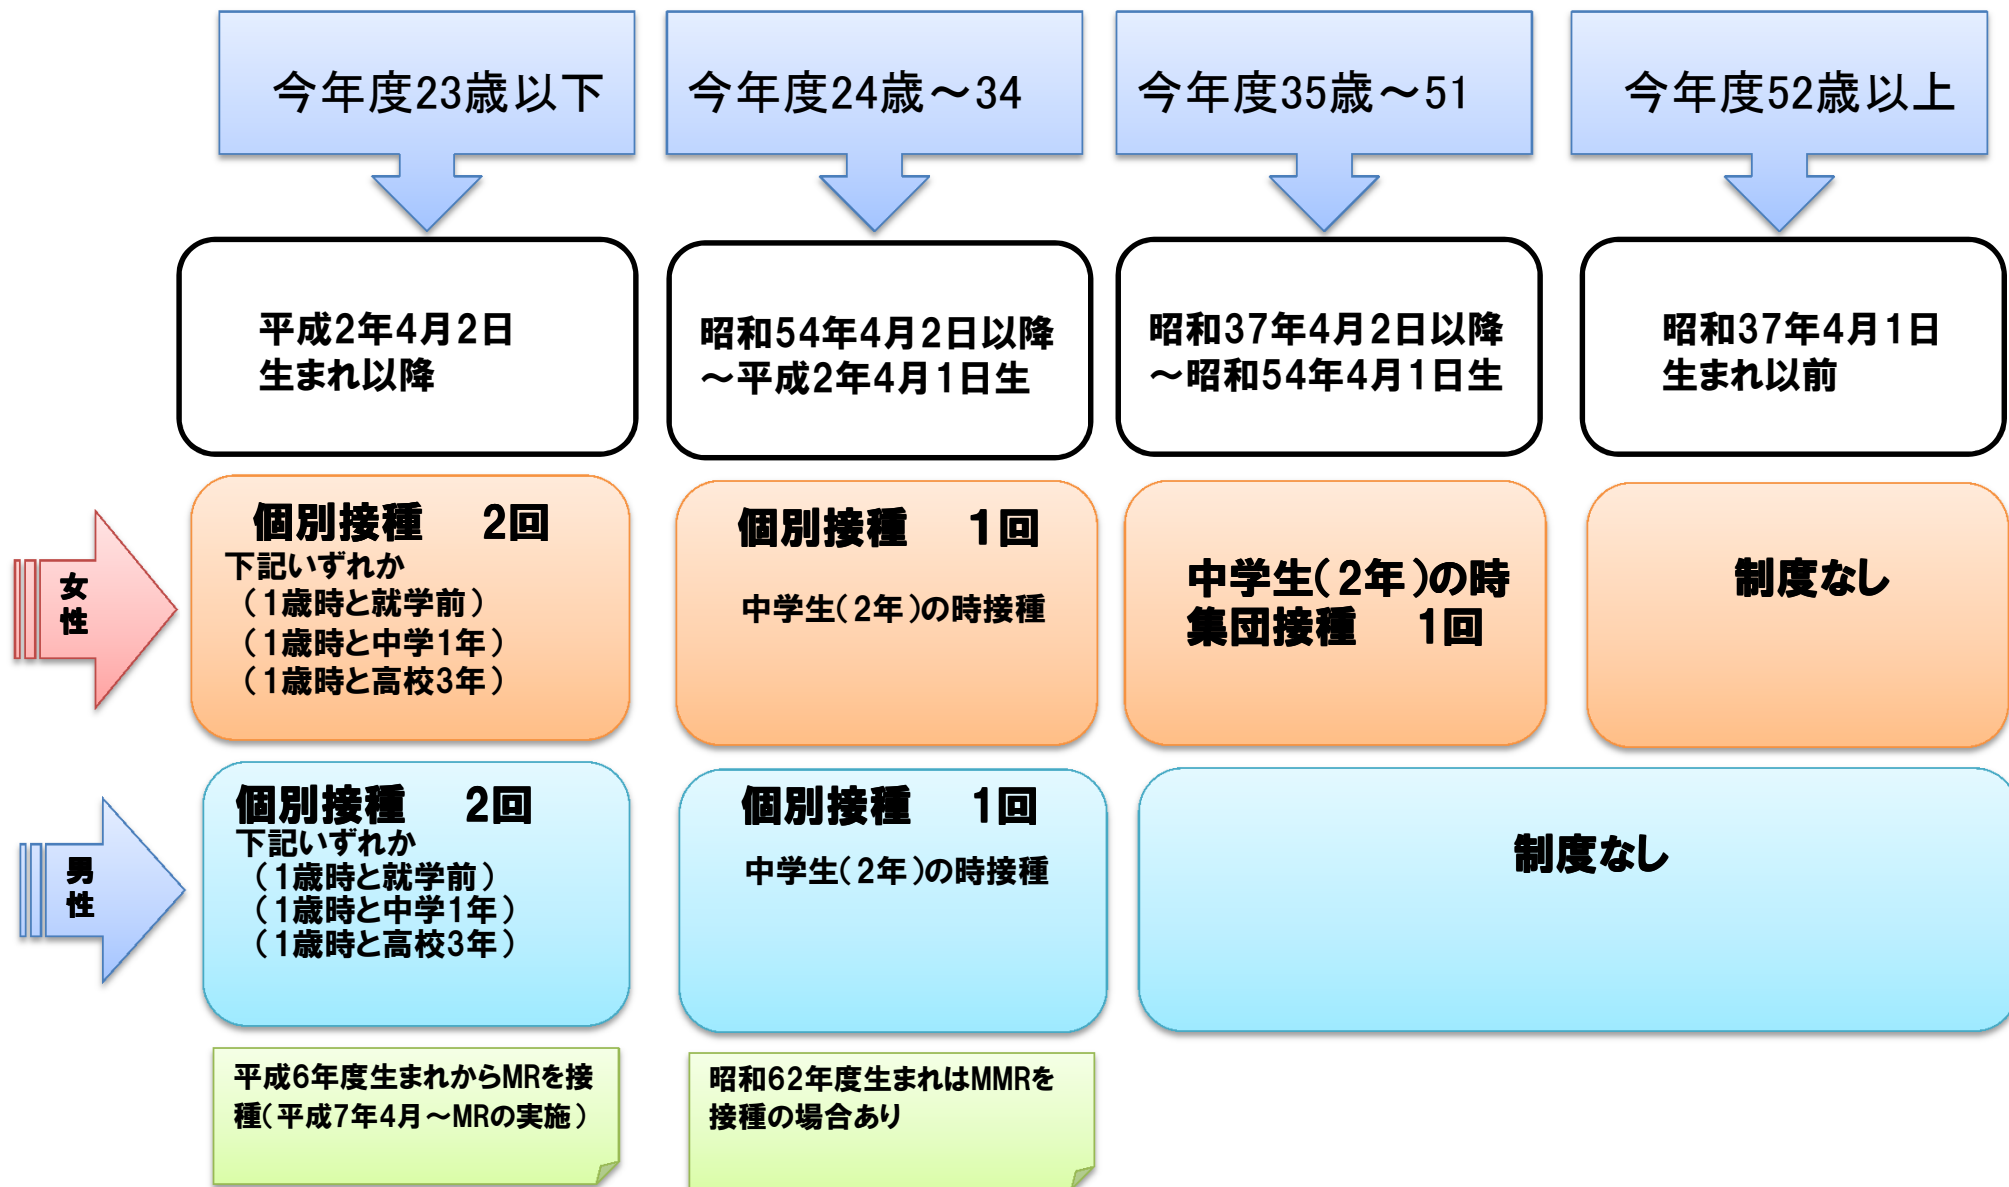 今年度23歳以下
今年度24歳～34
今年度35歳～51
今年度52歳以上
平成2年4月2日
生まれ以降
昭和54年4月2日以降
～平成2年4月1日生
昭和37年4月2日以降
～昭和54年4月1日生
昭和37年4月1日
生まれ以前
女性
個別接種　2回
下記いずれか
（1歳時と就学前）
（1歳時と中学1年）
（1歳時と高校3年）
個別接種　1回
中学生（2年）の時接種
中学生（2年）の時
集団接種　1回
制度なし
男性
個別接種　2回
下記いずれか
（1歳時と就学前）
（1歳時と中学1年）
（1歳時と高校3年）
個別接種　1回
中学生（2年）の時接種
制度なし
平成6年度生まれからMRを接
種（平成7年4月～MRの実施）
昭和62年度生まれはMMRを
接種の場合あり